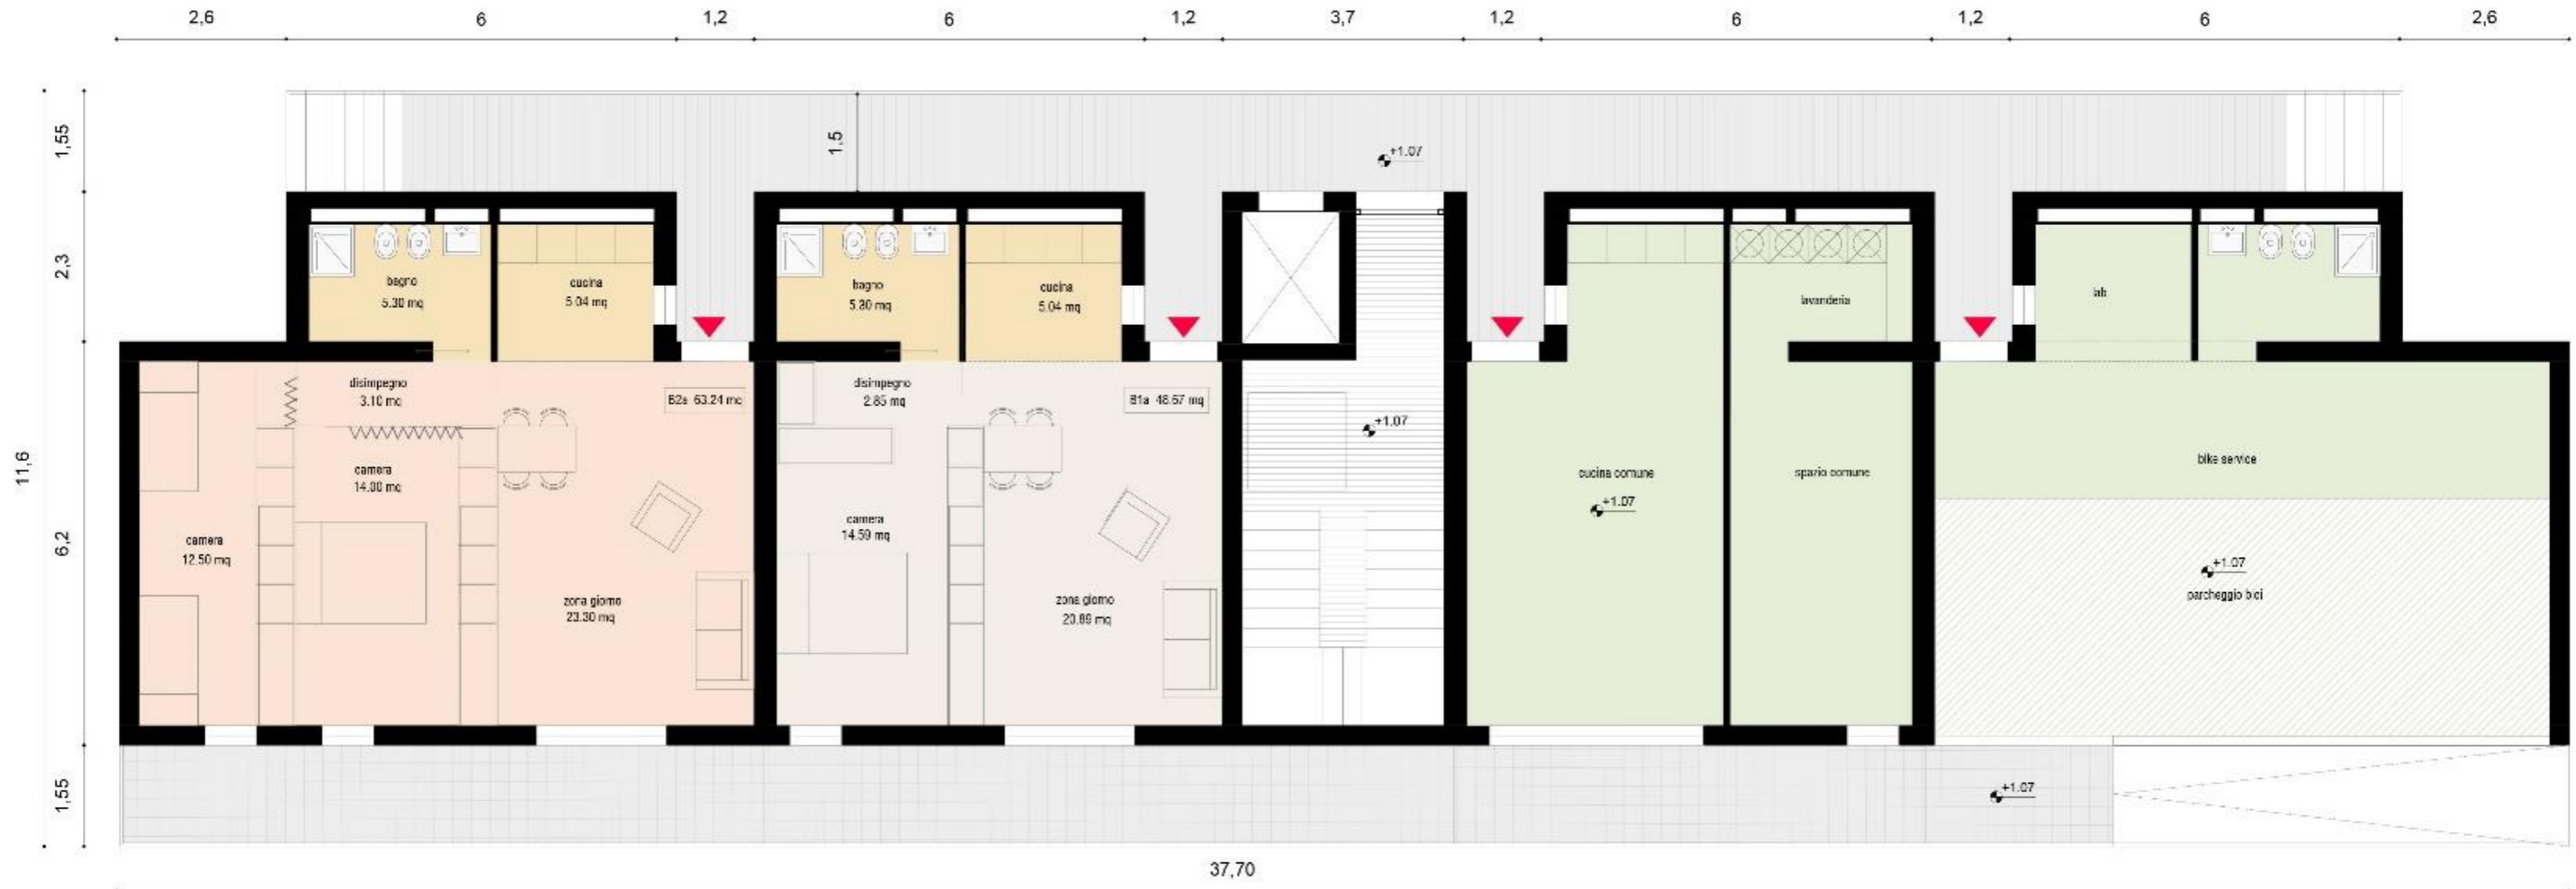 2,6 6 1,2 6 1,2 3,7 1,2 6 1,2 6 2,6
1,55
1,5
+1.07
2,3
bagno
5.30 mq
cucina
5.04 mq
bagno
5.30 mq
cucina
5.04 mq
lavanderia
lab
disimpegno
3.10 mq
B2a 63.24 mq
disimpegno
2.85 mq
B1a 48.67 mq
+1.07
11,6
6,2
camera
14.00 mq
camera
12.50 mq
zona giorno
23.30 mq
camera
14.59 mq
zona giorno
20.89 mq
cucina comune
+1.07
spazio comune
bike service
+1.07
parcheggio bici
1,55
+1.07
37,70